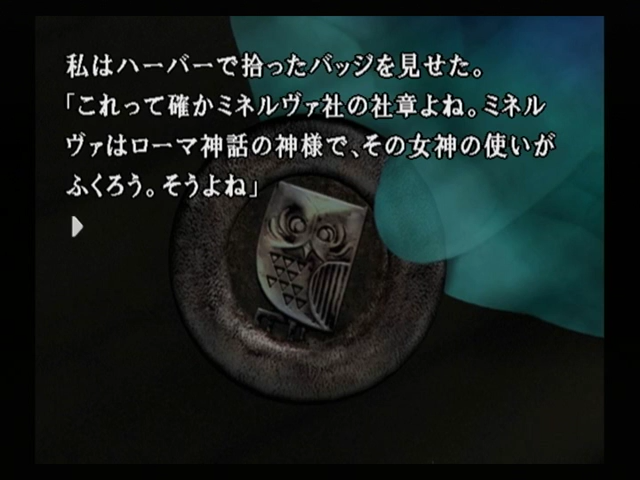 私はハーバーで拾ったバッジを見せた。
「これって確かミネルヴァ社の社章よね。ミネル
ヴァはローマ神話の神様で、その女神の使いが
ふくろう。そうよね」